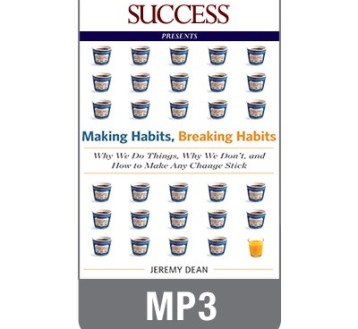 SUCCESS
PRESENTS
Making Habits, Breaking Habits
Why We Do Things, Why We Don't, and
How to Make Any Change Stick
JEREMY DEAN
MP3